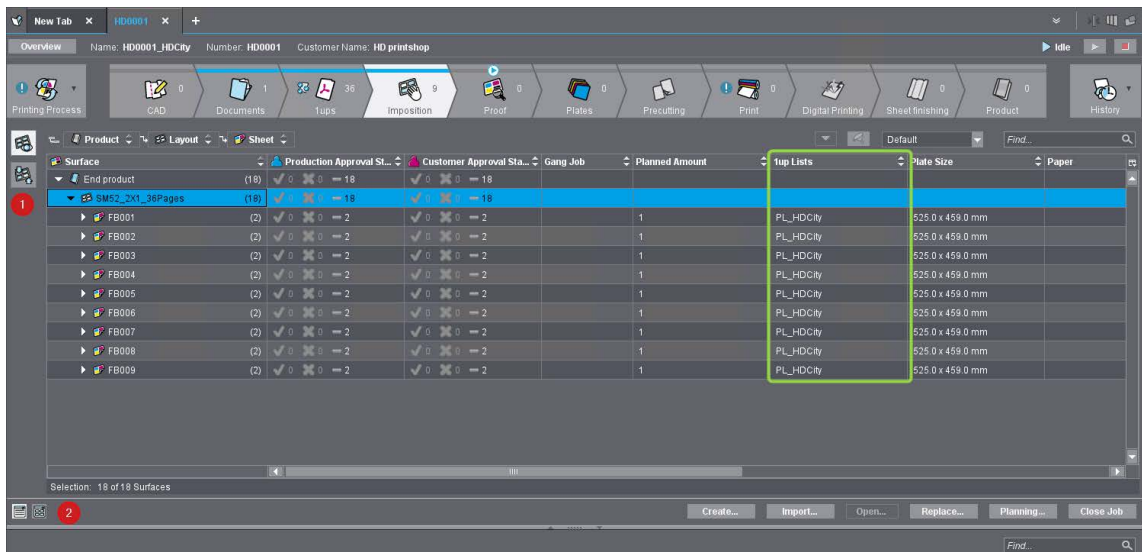 New Tab HD0001 +
Overview Name: HD0001_HDCity Number: HD0001 Customer Name: HD printshop Idle
Printing Process CAD 0 Documents 1 1ups 36 Imposition 9 Proof 0 Plates 0 Precutting 0 Print 0 Digital Printing Sheetfinishing 0 Product 0 History
Product Layout Sheet Default Find...
Surface Production Approval St... Customer Approval Sta... Gang Job Planned Amount 1up Lists Plate Size Paper
End product (18) 0 0 18 0 0 18
1
SM52_2X1_36Pages (18) 0 0 18 0 0 18
FB001 (2) 0 0 2 0 0 2 1 PL_HDCity 525.0 x 459.0 mm
FB002 (2) 0 0 2 0 0 2 1 PL_HDCity 525.0 x 459.0 mm
FB003 (2) 0 0 2 0 0 2 1 PL_HDCity 525.0 x 459.0 mm
FB004 (2) 0 0 2 0 0 2 1 PL_HDCity 525.0 x 459.0 mm
FB005 (2) 0 0 2 0 0 2 1 PL_HDCity 525.0 x 459.0 mm
FB006 (2) 0 0 2 0 0 2 1 PL_HDCity 525.0 x 459.0 mm
FB007 (2) 0 0 2 0 0 2 1 PL_HDCity 525.0 x 459.0 mm
FB008 (2) 0 0 2 0 0 2 1 PL_HDCity 525.0 x 459.0 mm
FB009 (2) 0 0 2 0 0 2 1 PL_HDCity 525.0 x 459.0 mm
Selection: 18 of 18 Surfaces
2 Create... Import... Open... Replace... Planning... Close Job
Find...